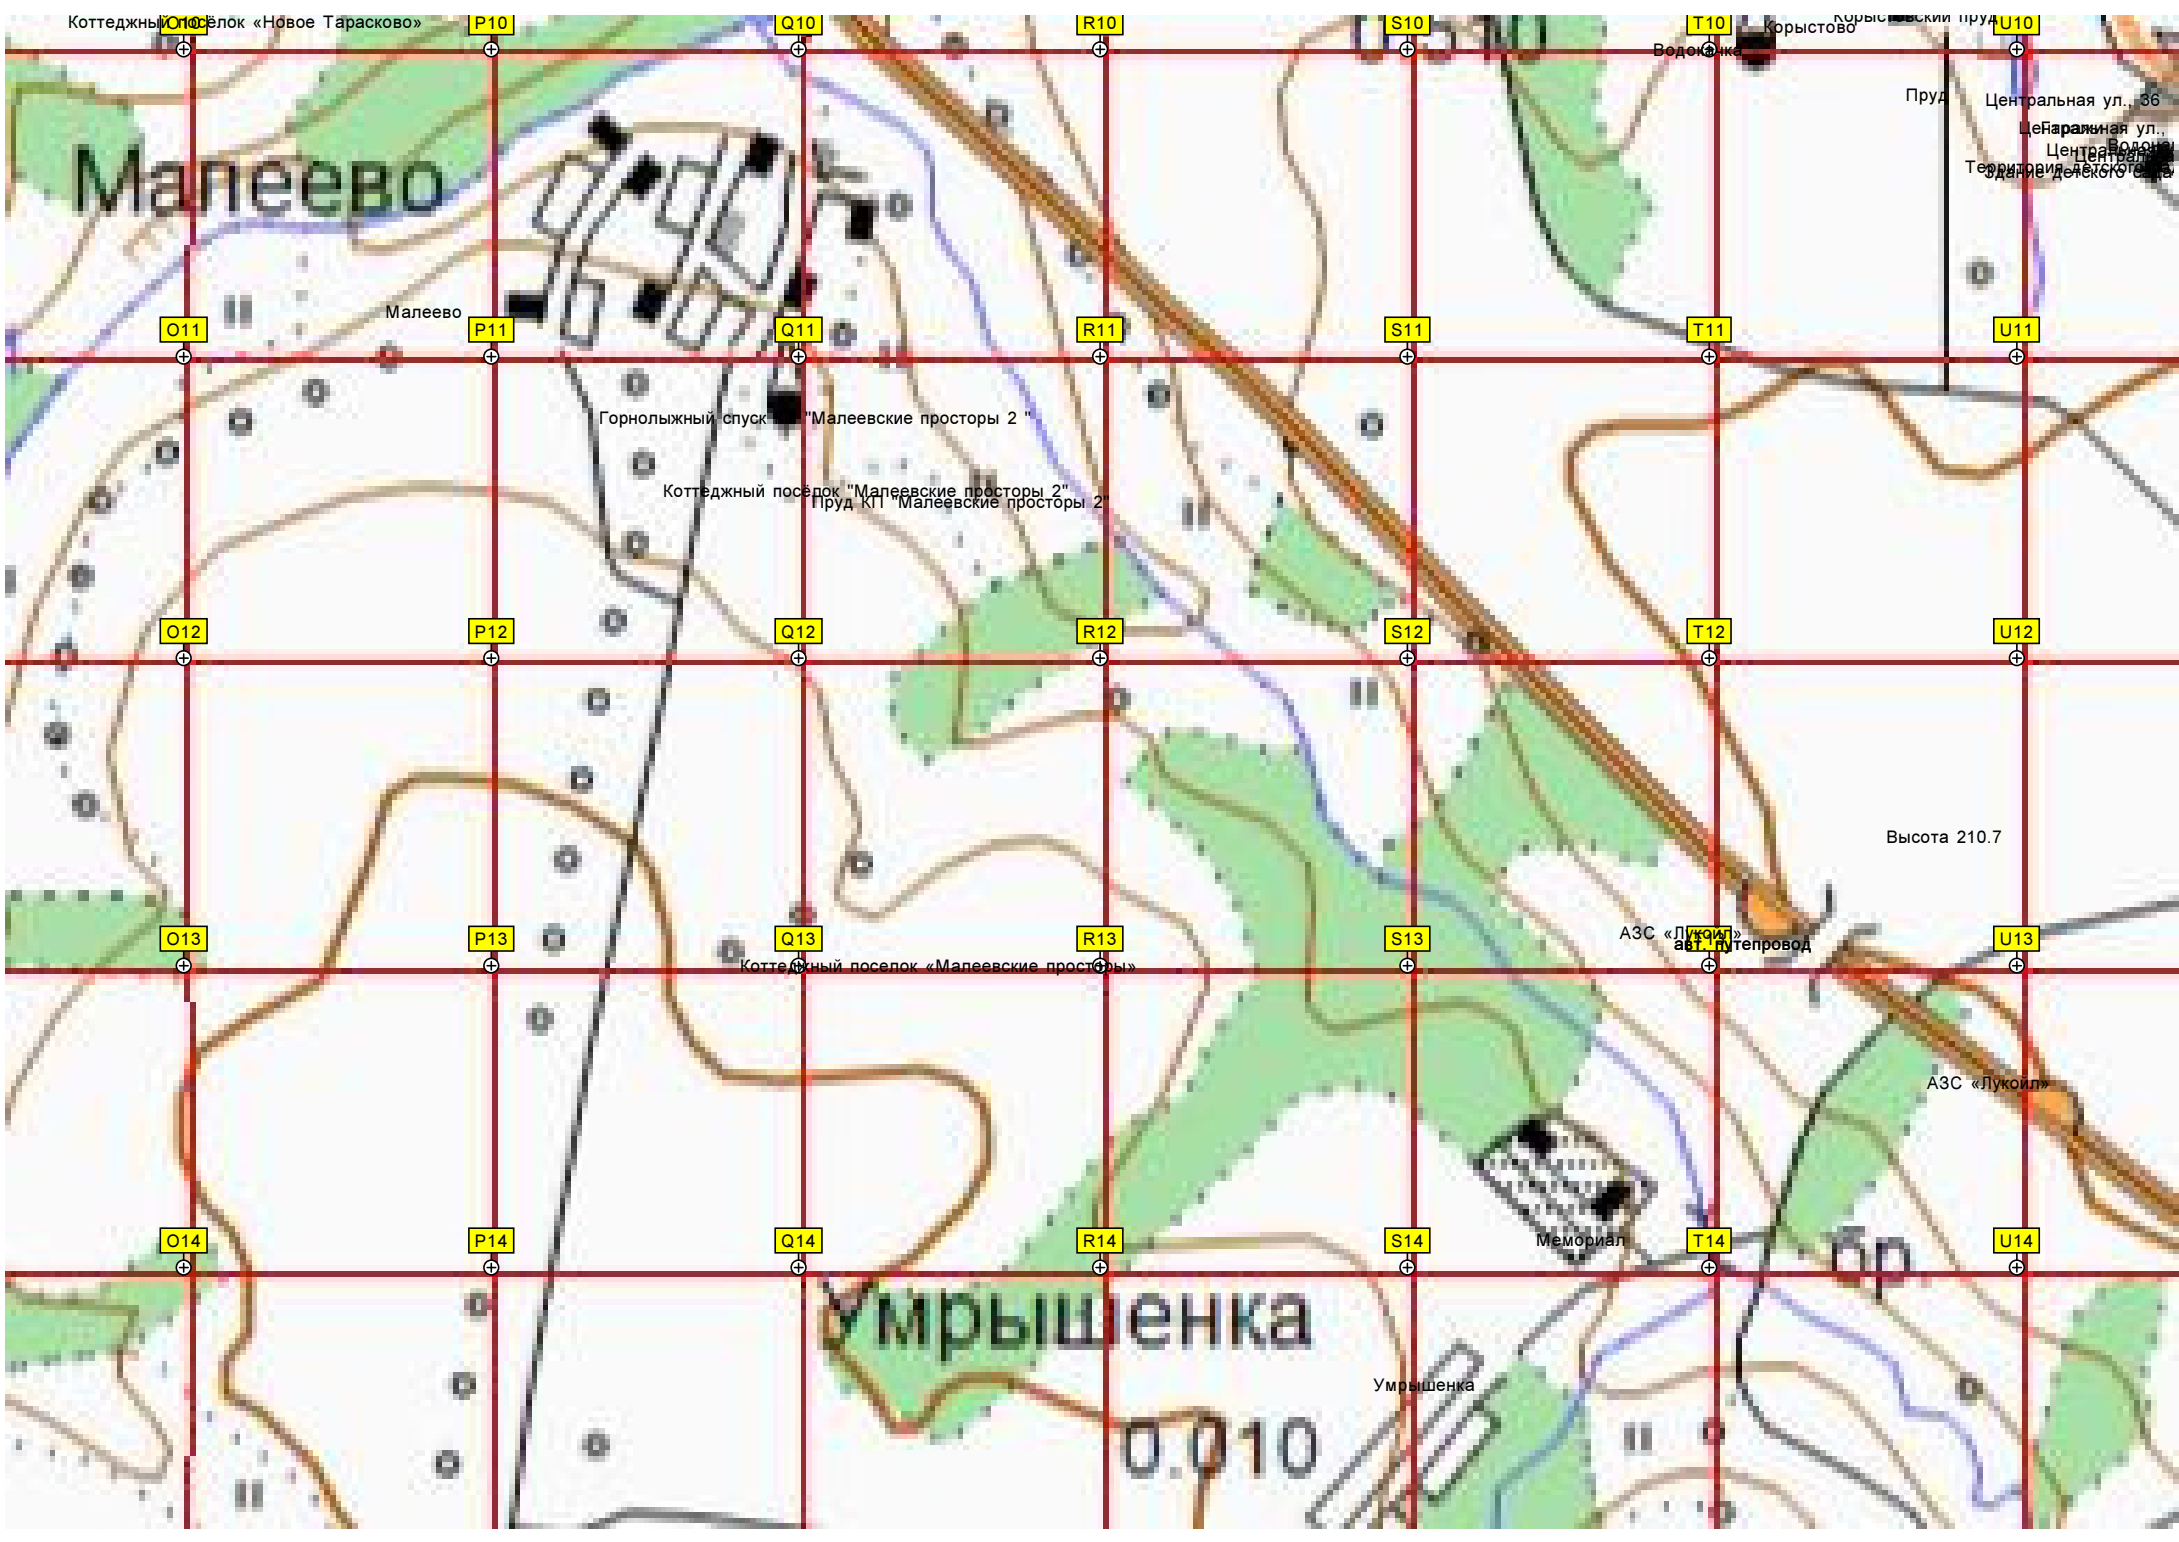 Коттеджный посёлок «Новое Тарасково»
O10
P10
Q10
R10
S10
T10
Корыстовский пруд
U10
Корыстово
Водокачка
Пруд
Центральная ул., 36
Малеево
Малеево
O11
P11
Q11
R11
S11
T11
U11
Горнолыжный спуск "Малеевские просторы 2 "
Коттеджный посёлок "Малеевские просторы 2"
Пруд КП "Малеевские просторы 2"
O12
P12
Q12
R12
S12
T12
U12
Высота 210.7
O13
P13
Q13
R13
S13
АЗС «Лукойл»
авт. путепровод
U13
Коттеджный поселок «Малеевские просторы»
АЗС «Лукойл»
O14
P14
Q14
R14
S14
Мемориал
T14
бр.
U14
Умрышенка
Умрышенка
0.010